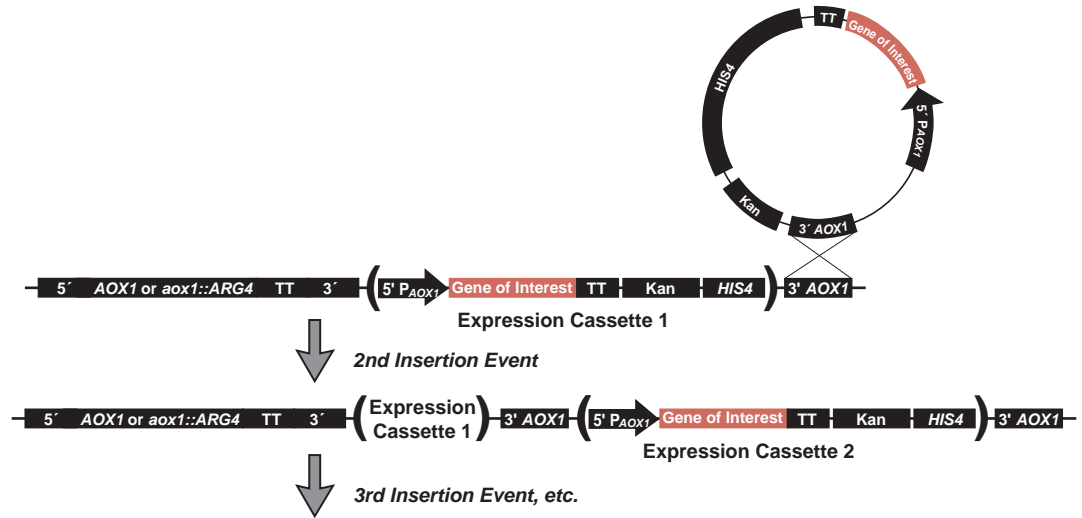 TT
Gene of Interest
HIS4
5´ PAOX1
Kan
3´ AOX1
5´ AOX1 or aox1::ARG4 TT 3´ ( 5' PAOX1 Gene of Interest TT Kan HIS4 ) 3' AOX1
Expression Cassette 1
2nd Insertion Event
5´ AOX1 or aox1::ARG4 TT 3´ ( Expression Cassette 1 ) 3' AOX1 ( 5' PAOX1 Gene of Interest TT Kan HIS4 ) 3' AOX1
Expression Cassette 2
3rd Insertion Event, etc.